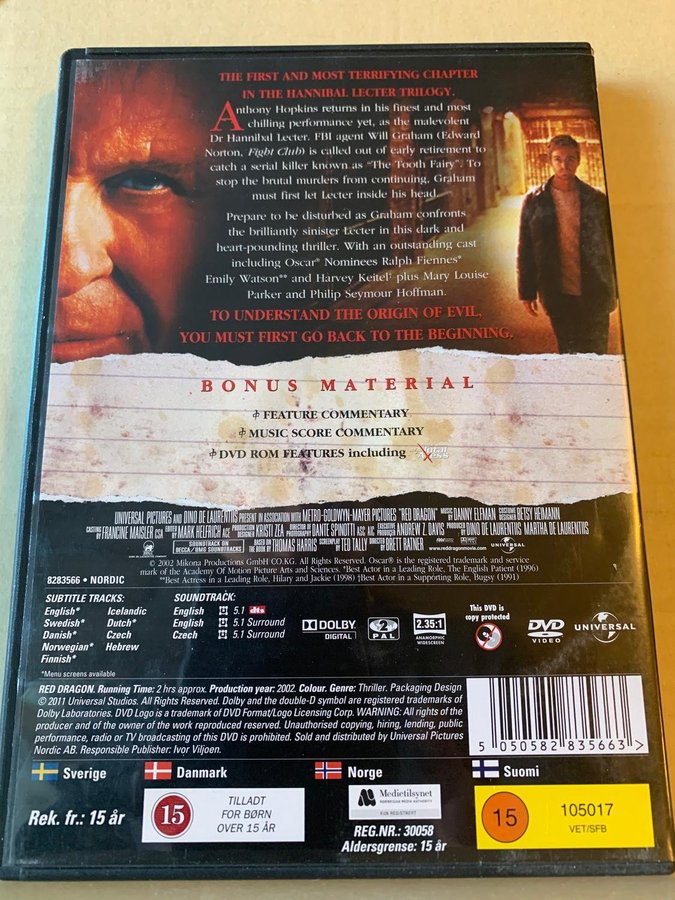 THE FIRST AND MOST TERRIFYING CHAPTER
IN THE HANNIBAL LECTER TRILOGY.
Anthony Hopkins returns in his finest and most
chilling performance yet, as the malevolent
Dr Hannibal Lecter. FBI agent Will Graham (Edward
Norton, Fight Club) is called out of early retirement to
catch a serial killer known as "The Tooth Fairy". To
stop the brutal murders from continuing, Graham
must first let Lecter inside his head.
Prepare to be disturbed as Graham confronts
the brilliantly sinister Lecter in this dark and
heart-pounding thriller. With an outstanding cast
including Oscar® Nominees Ralph Fiennes*
Emily Watson** and Harvey Keitel‡ plus Mary Louise
Parker and Philip Seymour Hoffman.
TO UNDERSTAND THE ORIGIN OF EVIL,
YOU MUST FIRST GO BACK TO THE BEGINNING.
BONUS MATERIAL
FEATURE COMMENTARY
MUSIC SCORE COMMENTARY
DVD ROM FEATURES including Total Axess
UNIVERSAL PICTURES AND DINO DE LAURENTIIS PRESENT IN ASSOCIATION WITH METRO-GOLDWYN-MAYER PICTURES "RED DRAGON" MUSIC BY DANNY ELFMAN COSTUME DESIGNER BETSY HEIMANN
CASTING BY FRANCINE MAISLER CSA EDITED BY MARK HELFRICH ACE PRODUCTION DESIGNER KRISTI ZEA DIRECTOR OF PHOTOGRAPHY DANTE SPINOTTI ASC AIC EXECUTIVE PRODUCER ANDREW Z. DAVIS PRODUCED BY DINO DE LAURENTIIS MARTHA DE LAURENTIIS
SOUNDTRACK ON DECCA/UMG SOUNDTRACKS BASED ON THE BOOK BY THOMAS HARRIS SCREENPLAY BY TED TALLY DIRECTED BY BRETT RATNER www.reddragonmovie.com UNIVERSAL
© 2002 Mikona Productions GmbH CO.KG. All Rights Reserved. Oscar® is the registered trademark and service
mark of the Academy Of Motion Picture Arts and Sciences. *Best Actor in a Leading Role, The English Patient (1996)
**Best Actress in a Leading Role, Hilary and Jackie (1998) ‡Best Actor in a Supporting Role, Bugsy (1991)
8283566 • NORDIC
SUBTITLE TRACKS:
English* Icelandic
Swedish* Dutch*
Danish* Czech
Norwegian* Hebrew
Finnish*
*Menu screens available
SOUNDTRACK:
English 5.1 dts
English 5.1 Surround
Czech 5.1 Surround
DOLBY DIGITAL
2 PAL
2.35:1 ANAMORPHIC WIDESCREEN
This DVD is copy protected
DVD VIDEO
UNIVERSAL
RED DRAGON. Running Time: 2 hrs approx. Production year: 2002. Colour. Genre: Thriller. Packaging Design
© 2011 Universal Studios. All Rights Reserved. Dolby and the double-D symbol are registered trademarks of
Dolby Laboratories. DVD Logo is a trademark of DVD Format/Logo Licensing Corp. WARNING: All rights of the
producer and of the owner of the work reproduced reserved. Unauthorised copying, hiring, lending, public
performance, radio or TV broadcasting of this DVD is prohibited. Sold and distributed by Universal Pictures
Nordic AB. Responsible Publisher: Ivor Viljoen.
5 050582 835663 >
Sverige
Danmark
Norge
Suomi
Rek. fr.: 15 år
15
TILLADT
FOR BØRN
OVER 15 ÅR
Medietilsynet
NORWEGIAN MEDIA AUTHORITY
KUN REGISTRERT
REG.NR.: 30058
Aldersgrense: 15 år
15
105017
VET/SFB